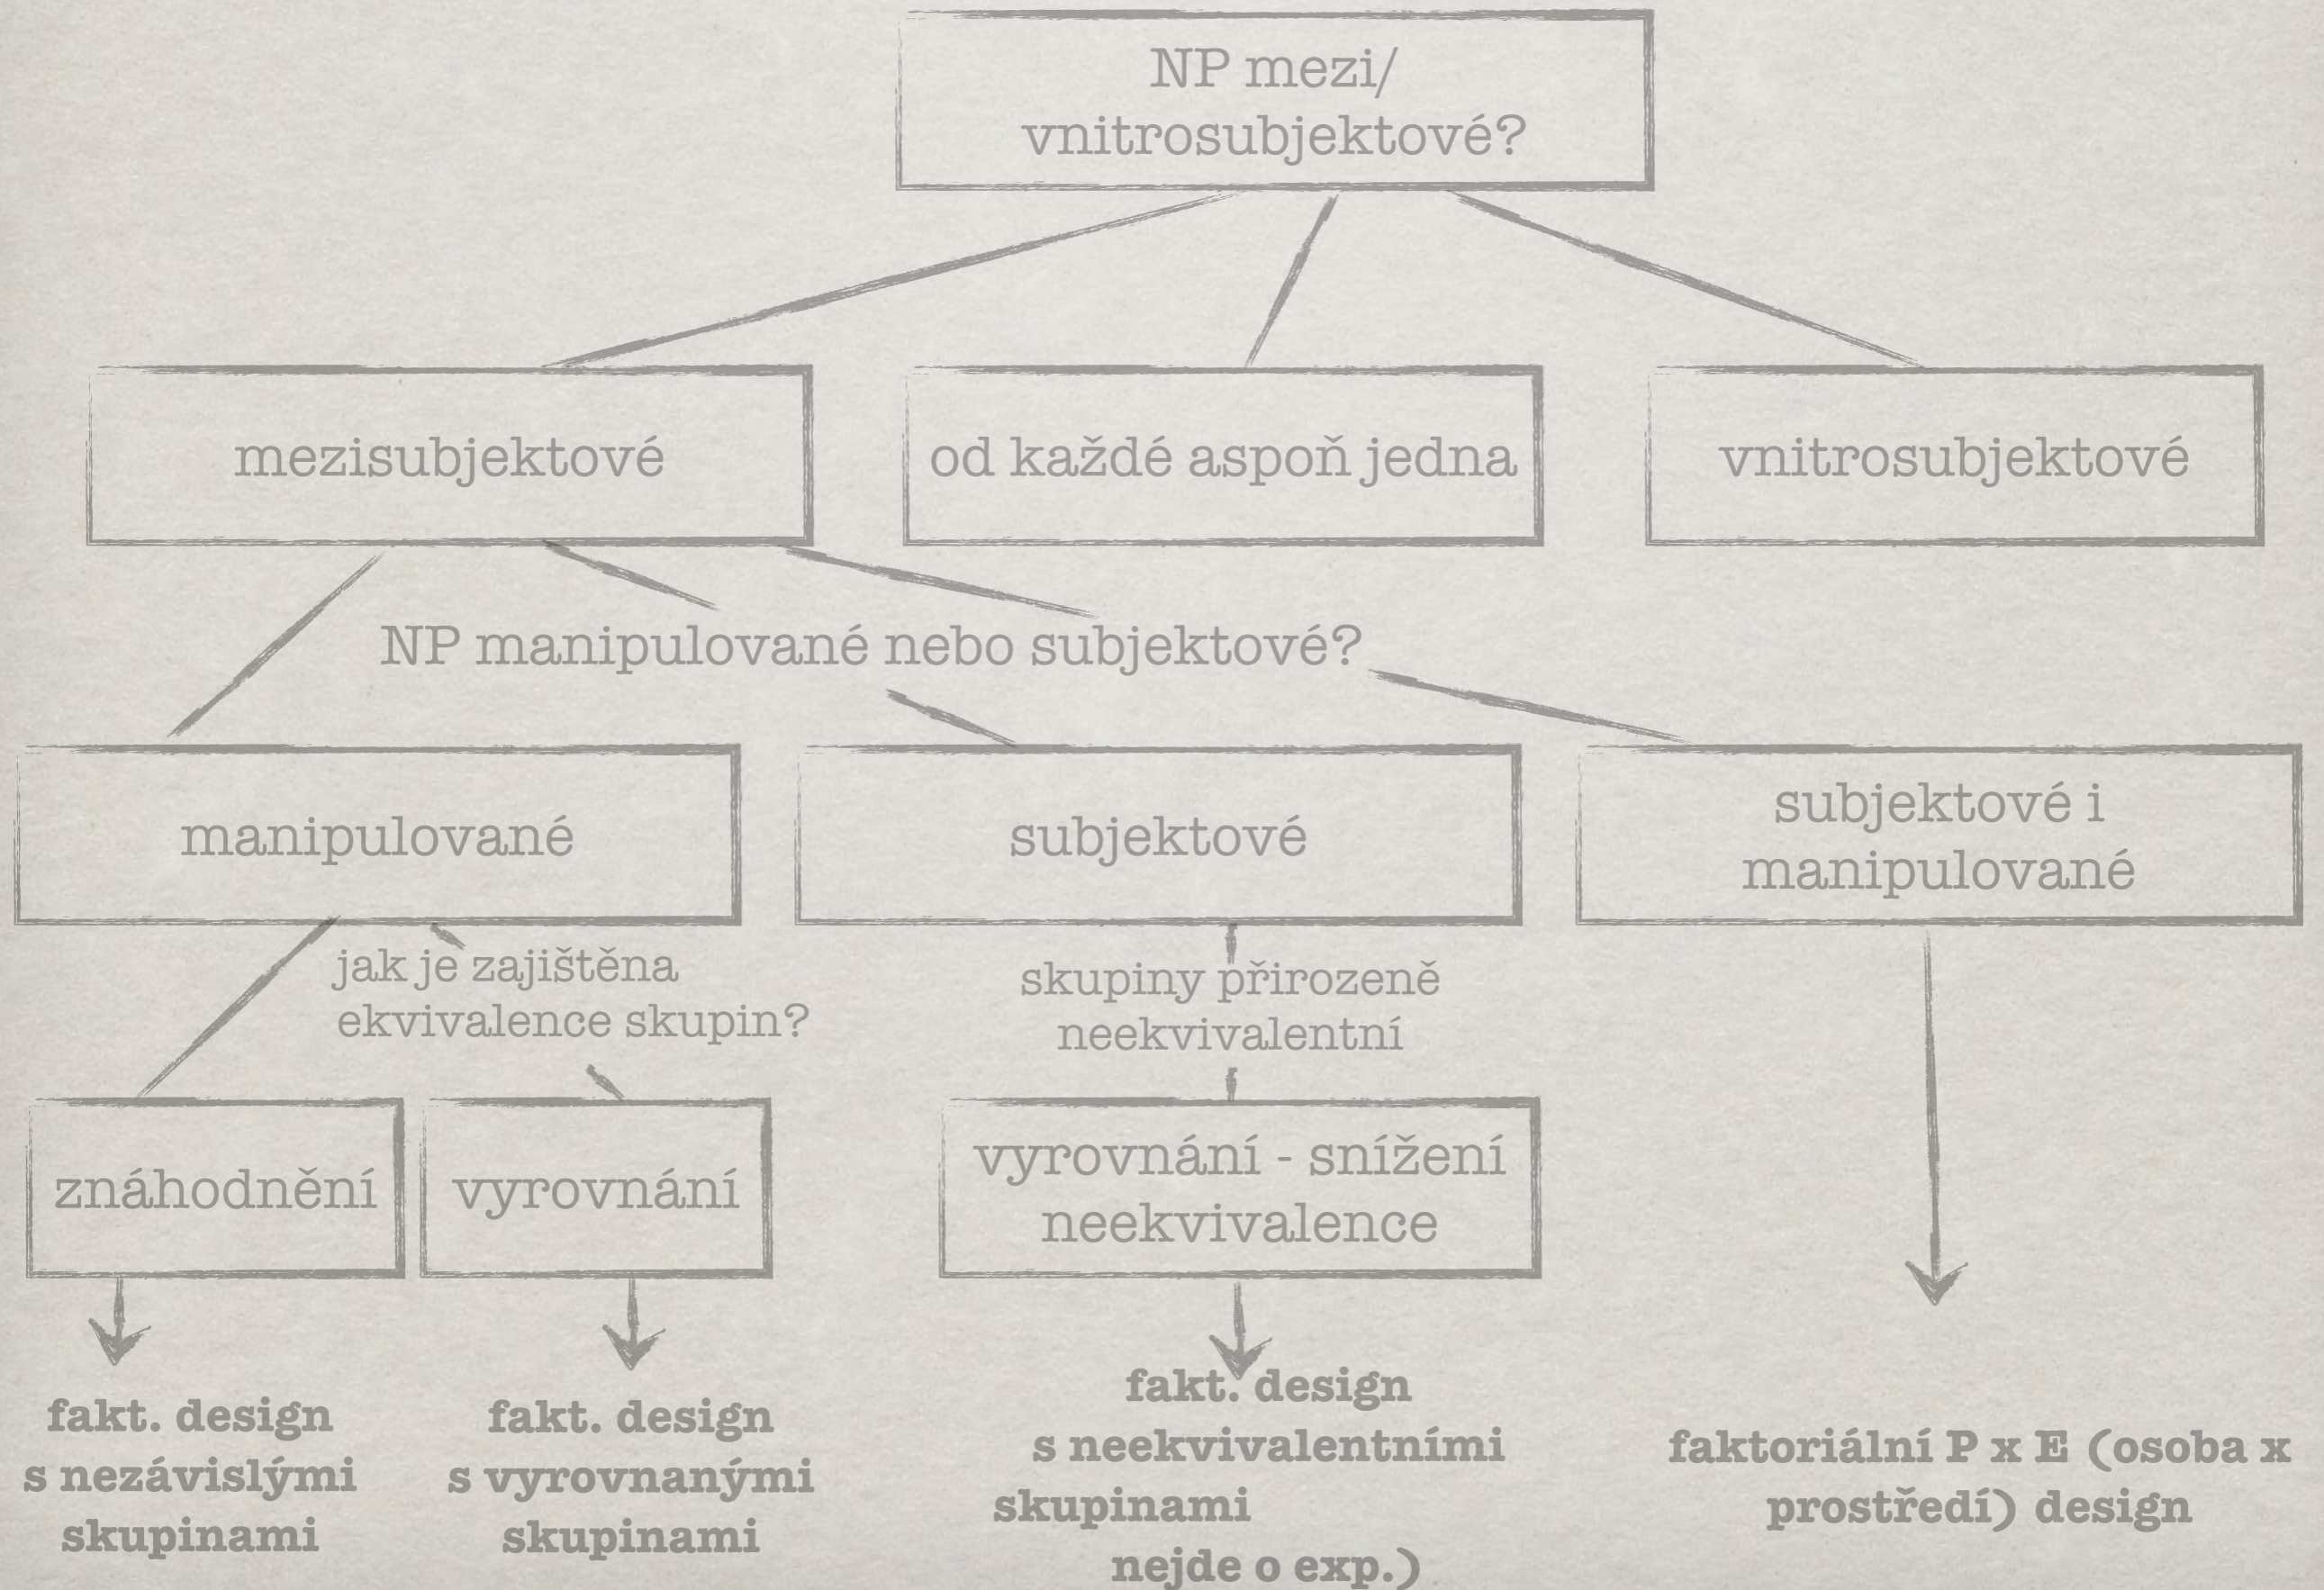 NP mezi/
vnitrosubjektové?
mezisubjektové
od každé aspoň jedna
vnitrosubjektové
NP manipulované nebo subjektové?
manipulované
subjektové
subjektové i
manipulované
jak je zajištěna
ekvivalence skupin?
skupiny přirozeně
neekvivalentní
znáhodnění
vyrovnání
vyrovnání - snížení
neekvivalence
fakt. design
s nezávislými
skupinami
fakt. design
s vyrovnanými
skupinami
fakt. design
s neekvivalentními
skupinami
nejde o exp.)
faktoriální P x E (osoba x
prostředí) design